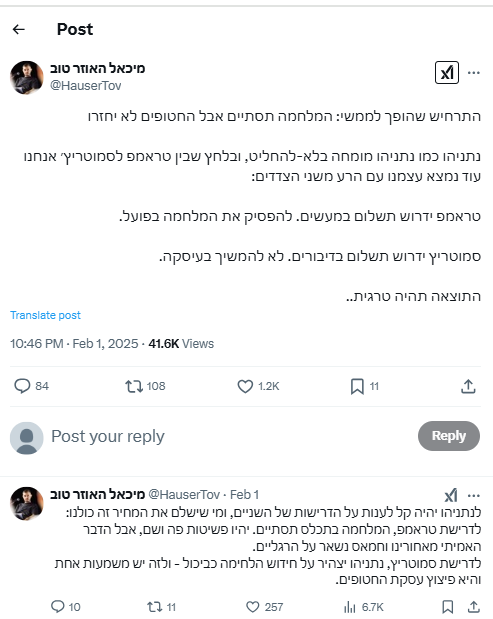 Post
מיכאל האוזר טוב
@HauserTov
התרחיש שהופך לממשי: המלחמה תסתיים אבל החטופים לא יחזרו
נתניהו כמו נתניהו מומחה בלא-להחליט, ובלחץ שבין טראמפ לסמוטריץ׳ אנחנו
עוד נמצא עצמנו עם הרע משני הצדדים:
טראמפ ידרוש תשלום במעשים. להפסיק את המלחמה בפועל.
סמוטריץ ידרוש תשלום בדיבורים. לא להמשיך בעיסקה.
התוצאה תהיה טרגית..
Translate post
10:46 PM · Feb 1, 2025 · 41.6K Views
84 108 1.2K 11
Post your reply
Reply
מיכאל האוזר טוב @HauserTov · Feb 1
לנתניהו יהיה קל לענות על הדרישות של השניים, ומי שישלם את המחיר זה כולנו:
לדרישת טראמפ, המלחמה בתכלס תסתיים. יהיו פשיטות פה ושם, אבל הדבר
האמיתי מאחורינו וחמאס נשאר על הרגליים.
לדרישת סמוטריץ, נתניהו יצהיר על חידוש הלחימה כביכול - ולזה יש משמעות אחת
והיא פיצוץ עסקת החטופים.
10 11 257 6.7K